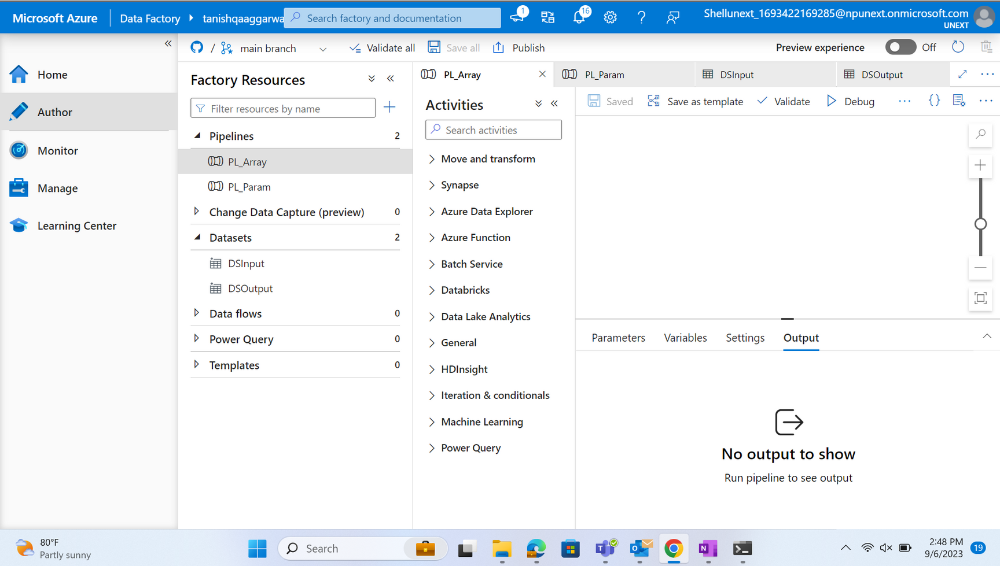 Microsoft Azure
Data Factory
tanishqaaggarwa
Search factory and documentation
1
16
Shellunext_1693422169285@npunext.onmicrosoft.com
UNEXT
/
main branch
Validate all
Save all
Publish
Preview experience
Off
Home
Author
Monitor
Manage
Learning Center
Factory Resources
Filter resources by name
Pipelines 2
PL_Array
PL_Param
Change Data Capture (preview) 0
Datasets 2
DSInput
DSOutput
Data flows 0
Power Query 0
Templates 0
PL_Array
PL_Param
DSInput
DSOutput
Activities
Search activities
Move and transform
Synapse
Azure Data Explorer
Azure Function
Batch Service
Databricks
Data Lake Analytics
General
HDInsight
Iteration & conditionals
Machine Learning
Power Query
Saved
Save as template
Validate
Debug
{}
Parameters
Variables
Settings
Output
No output to show
Run pipeline to see output
80°F
Partly sunny
Search
2:48 PM
9/6/2023
19